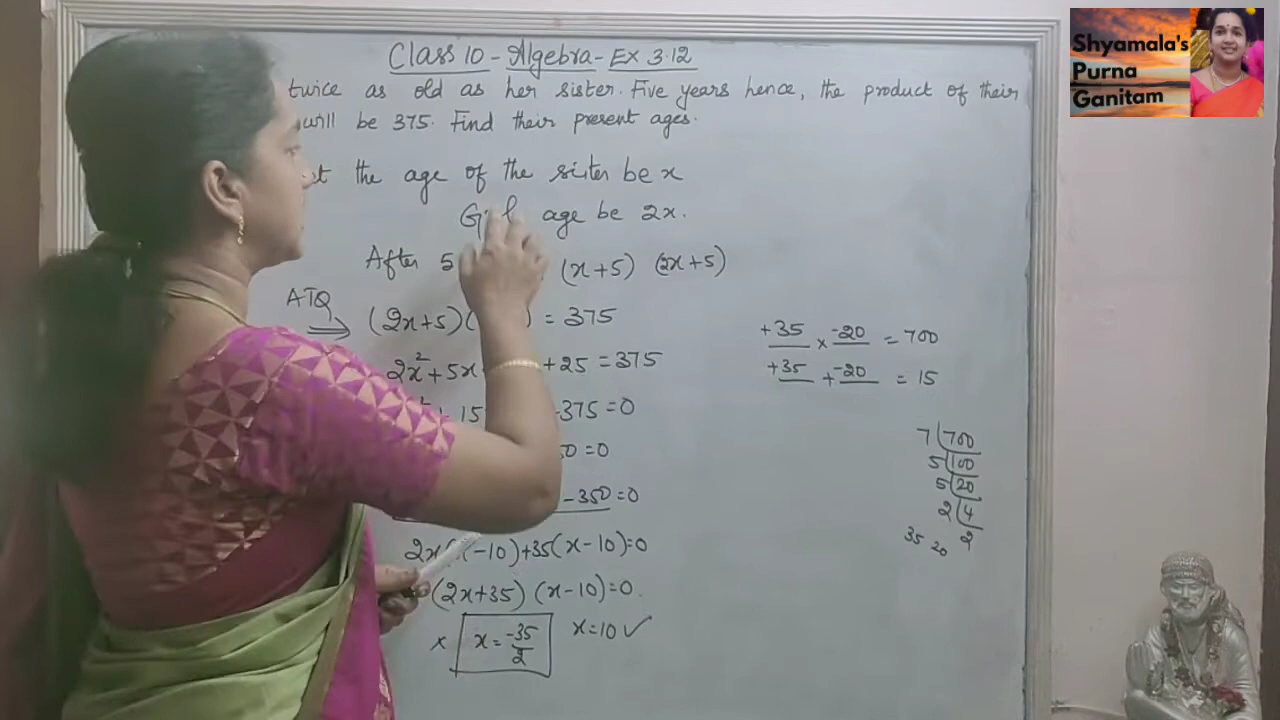 Class 10 - Algebra - Ex 3.12
twice as old as her sister. Five years hence, the product of their
will be 375. Find their present ages.
the age of the sister be x
age be 2x.
After 5 (x+5) (2x+5)
ATQ
(2x+5)( ) = 375
2x²+5x +25 = 375
15 -375=0
50 =0
-350=0
2x( -10)+35(x-10)=0
(2x+35) (x-10)=0.
× x = -35/2 x=10 ✓
+35 × -20 = 700
+35 + -20 = 15
7 700
5 100
5 20
2 4
2
35 20
Shyamala's
Purna
Ganitam